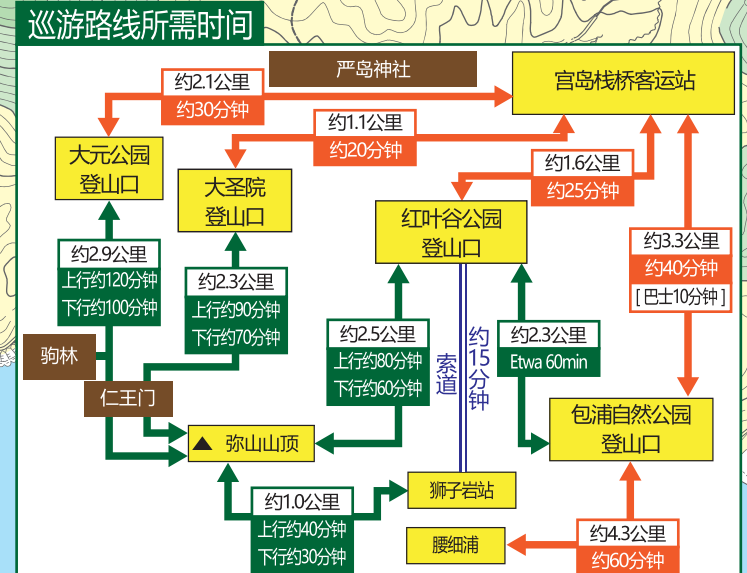 巡游路线所需时间
严岛神社
宫岛栈桥客运站
约2.1公里
约30分钟
约1.1公里
约20分钟
约1.6公里
约25分钟
大元公园
登山口
大圣院
登山口
红叶谷公园
登山口
约3.3公里
约40分钟
[ 巴士10分钟 ]
约2.9公里
上行约120分钟
下行约100分钟
约2.3公里
上行约90分钟
下行约70分钟
约2.5公里
上行约80分钟
下行约60分钟
索道
约15分钟
约2.3公里
Etwa 60min
驹林
仁王门
弥山山顶
包浦自然公园
登山口
狮子岩站
约1.0公里
上行约40分钟
下行约30分钟
腰细浦
约4.3公里
约60分钟